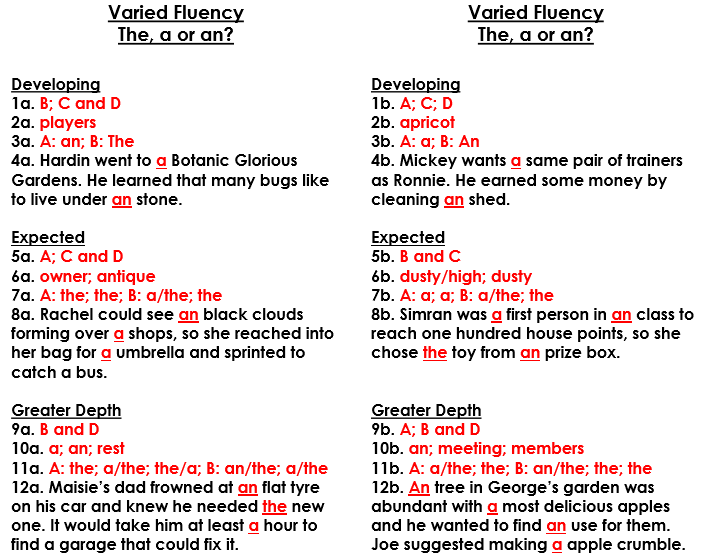 Varied Fluency
The, a or an?
Developing
1a. B; C and D
2a. players
3a. A: an; B: The
4a. Hardin went to a Botanic Glorious
Gardens. He learned that many bugs like
to live under an stone.
Expected
5a. A; C and D
6a. owner; antique
7a. A: the; the; B: a/the; the
8a. Rachel could see an black clouds
forming over a shops, so she reached into
her bag for a umbrella and sprinted to
catch a bus.
Greater Depth
9a. B and D
10a. a; an; rest
11a. A: the; a/the; the/a; B: an/the; a/the
12a. Maisie’s dad frowned at an flat tyre
on his car and knew he needed the new
one. It would take him at least a hour to
find a garage that could fix it.
Varied Fluency
The, a or an?
Developing
1b. A; C; D
2b. apricot
3b. A: a; B: An
4b. Mickey wants a same pair of trainers
as Ronnie. He earned some money by
cleaning an shed.
Expected
5b. B and C
6b. dusty/high; dusty
7b. A: a; a; B: a/the; the
8b. Simran was a first person in an class to
reach one hundred house points, so she
chose the toy from an prize box.
Greater Depth
9b. A; B and D
10b. an; meeting; members
11b. A: a/the; the; B: an/the; the; the
12b. An tree in George’s garden was
abundant with a most delicious apples
and he wanted to find an use for them.
Joe suggested making a apple crumble.